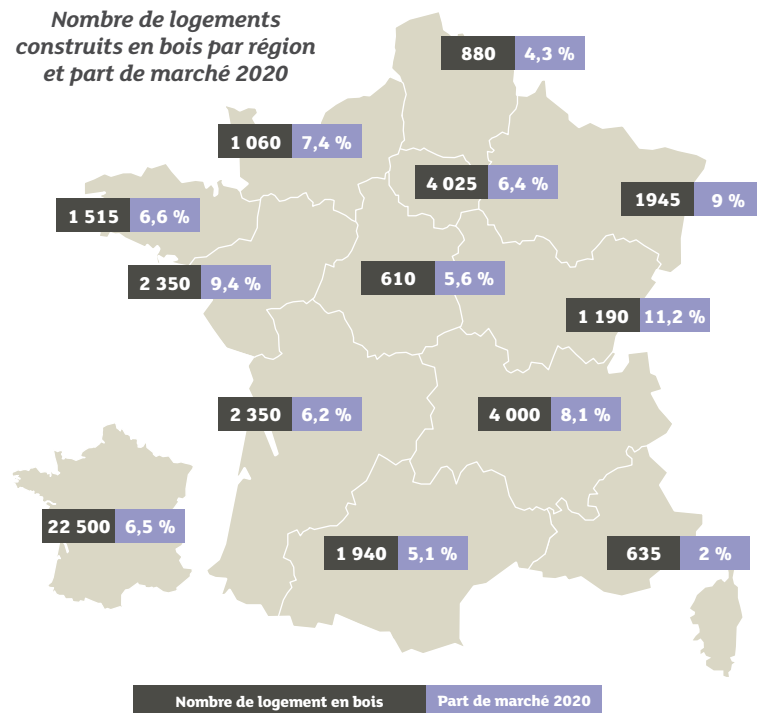 Nombre de logements
construits en bois par région
et part de marché 2020
880 4,3 %
1 060 7,4 %
4 025 6,4 %
1945 9 %
1 515 6,6 %
2 350 9,4 %
610 5,6 %
1 190 11,2 %
2 350 6,2 %
4 000 8,1 %
22 500 6,5 %
1 940 5,1 %
635 2 %
Nombre de logement en bois Part de marché 2020